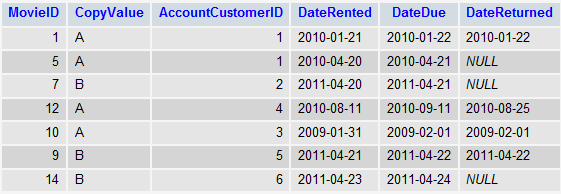 MovieID CopyValue AccountCustomerID DateRented DateDue DateReturned
1 A 1 2010-01-21 2010-01-22 2010-01-22
5 A 1 2010-04-20 2010-04-21 NULL
7 B 2 2011-04-20 2011-04-21 NULL
12 A 4 2010-08-11 2010-09-11 2010-08-25
10 A 3 2009-01-31 2009-02-01 2009-02-01
9 B 5 2011-04-21 2011-04-22 2011-04-22
14 B 6 2011-04-23 2011-04-24 NULL